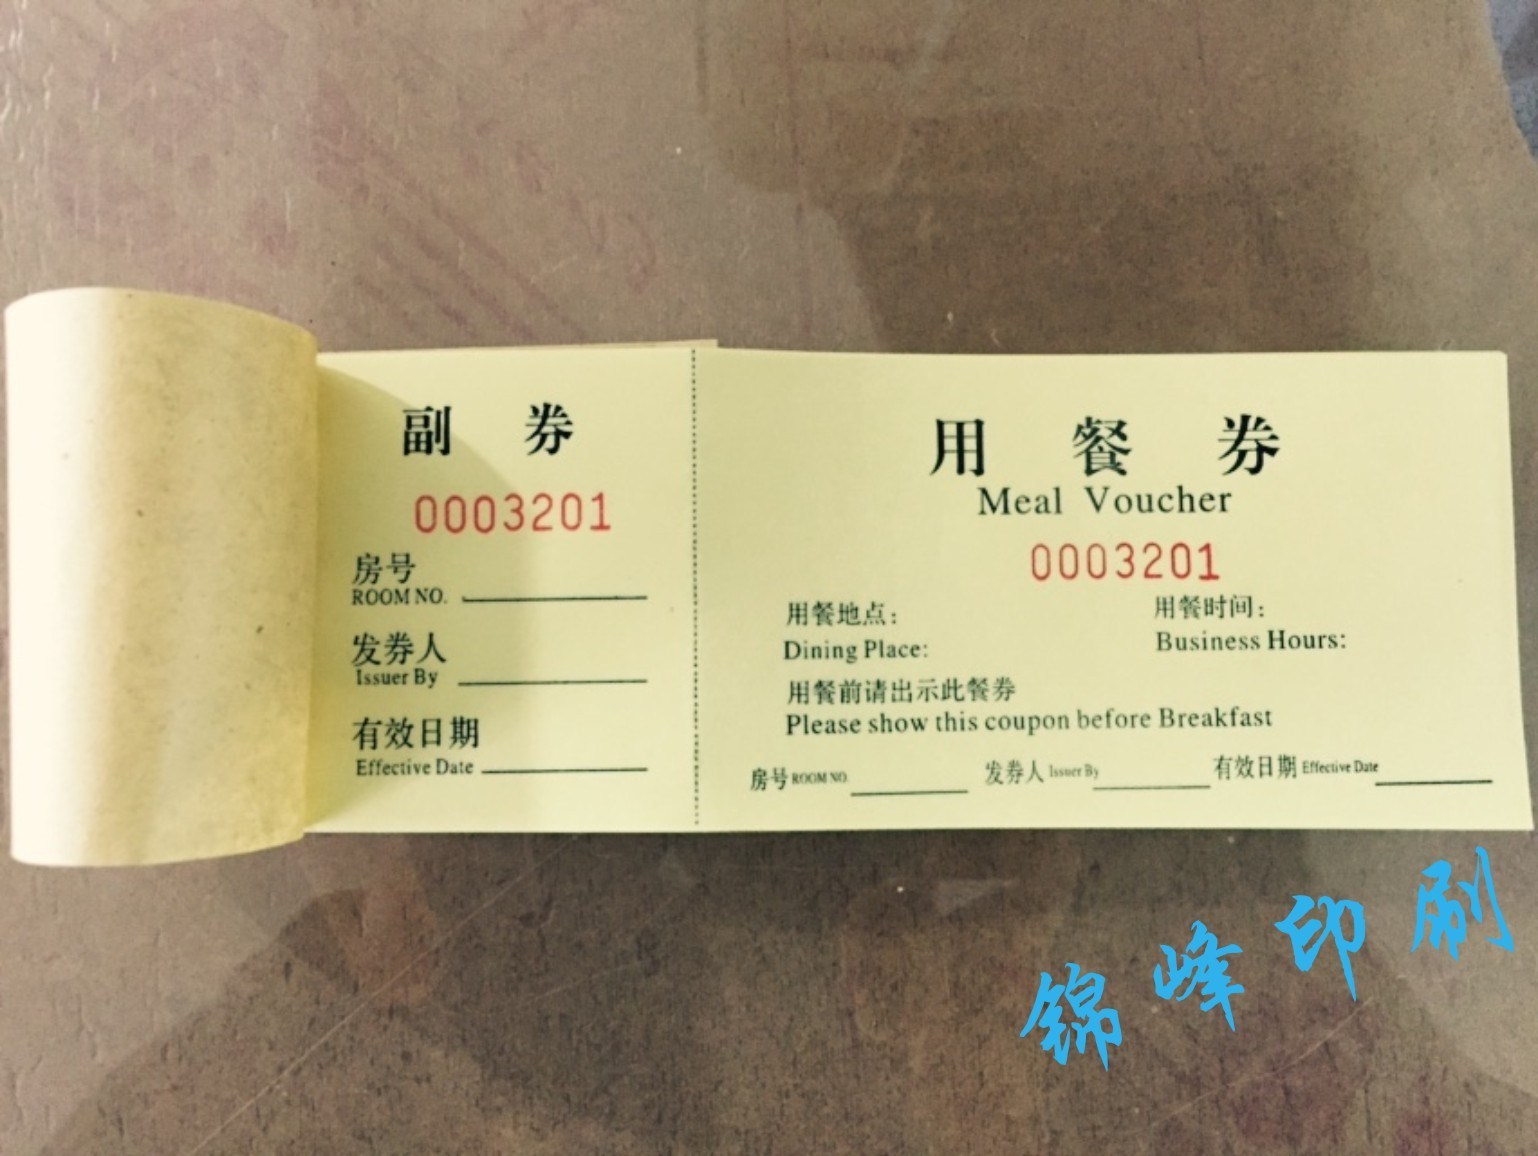 副 券
0003201
房号
ROOM NO.
发券人
Issuer By
有效日期
Effective Date
用 餐 券
Meal Voucher
0003201
用餐地点： 用餐时间：
Dining Place: Business Hours:
用餐前请出示此餐券
Please show this coupon before Breakfast
房号 ROOM NO. 发券人 Issuer By 有效日期 Effective Date
锦峰印刷